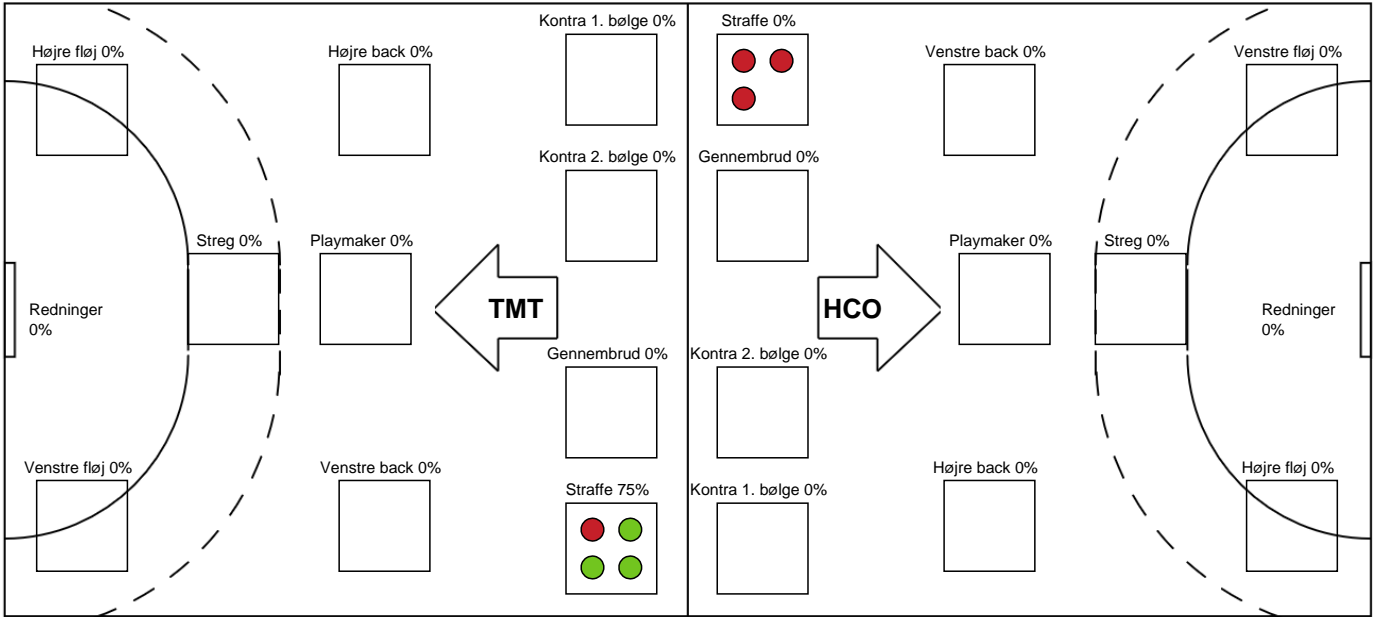 Kontra 1. bølge 0%
Straffe 0%
Højre fløj 0%
Højre back 0%
Venstre back 0%
Venstre fløj 0%
Kontra 2. bølge 0%
Gennembrud 0%
Streg 0%
Playmaker 0%
Playmaker 0%
Streg 0%
Redninger
0%
TMT
HCO
Redninger
0%
Gennembrud 0%
Kontra 2. bølge 0%
Venstre fløj 0%
Venstre back 0%
Højre back 0%
Højre fløj 0%
Straffe 75%
Kontra 1. bølge 0%